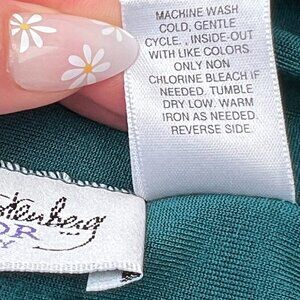 MACHINE WASH
COLD, GENTLE
CYCLE. , INSIDE-OUT
WITH LIKE COLORS.
ONLY NON
CHLORINE BLEACH IF
NEEDED. TUMBLE
DRY LOW. WARM
IRON AS NEEDED.
REVERSE SIDE.